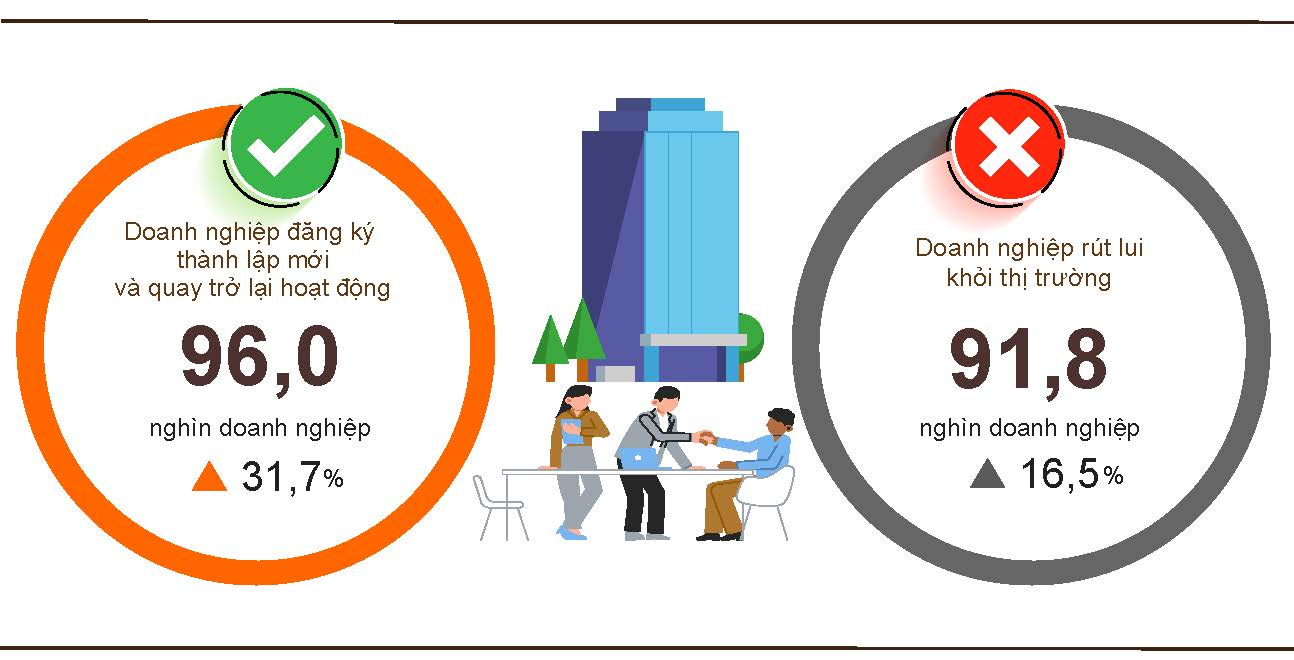 Doanh nghiệp đăng ký
thành lập mới
và quay trở lại hoạt động
96,0
nghìn doanh nghiệp
31,7%
Doanh nghiệp rút lui
khỏi thị trường
91,8
nghìn doanh nghiệp
16,5%